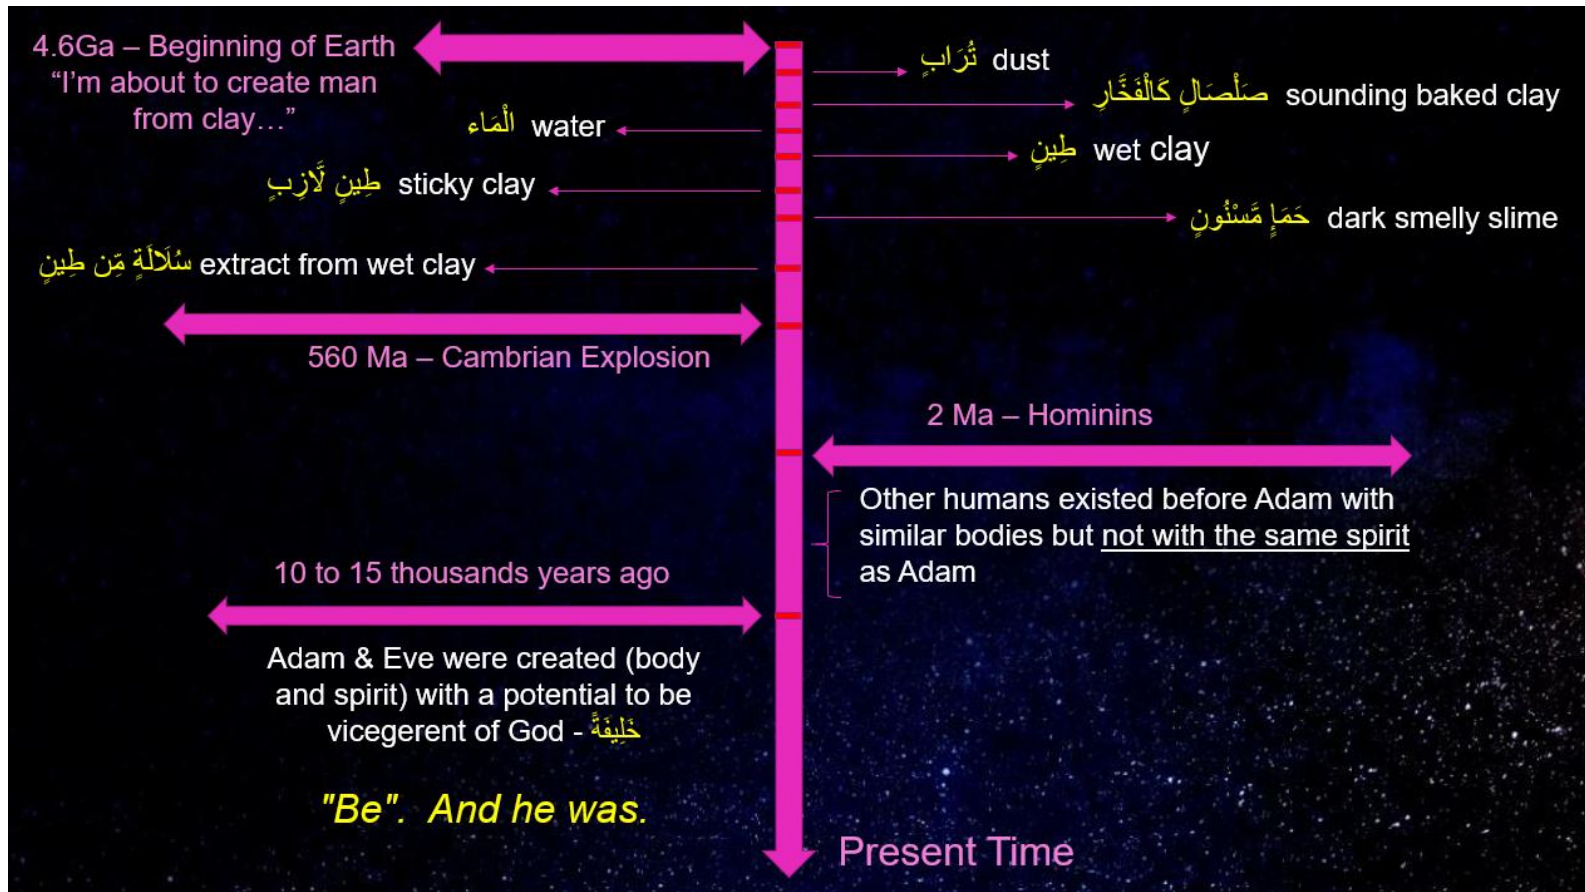 4.6Ga – Beginning of Earth
“I’m about to create man
from clay…”
تُرَابٍ dust
صَلْصَالٍ كَالْفَخَّارِ sounding baked clay
الْمَاء water
طِينٍ wet clay
طِينٍ لَّازِبٍ sticky clay
حَمَإٍ مَّسْنُونٍ dark smelly slime
سُلَالَةٍ مِّن طِينٍ extract from wet clay
560 Ma – Cambrian Explosion
2 Ma – Hominins
Other humans existed before Adam with
similar bodies but not with the same spirit
as Adam
10 to 15 thousands years ago
Adam & Eve were created (body
and spirit) with a potential to be
vicegerent of God - خَلِيفَةً
"Be". And he was.
Present Time